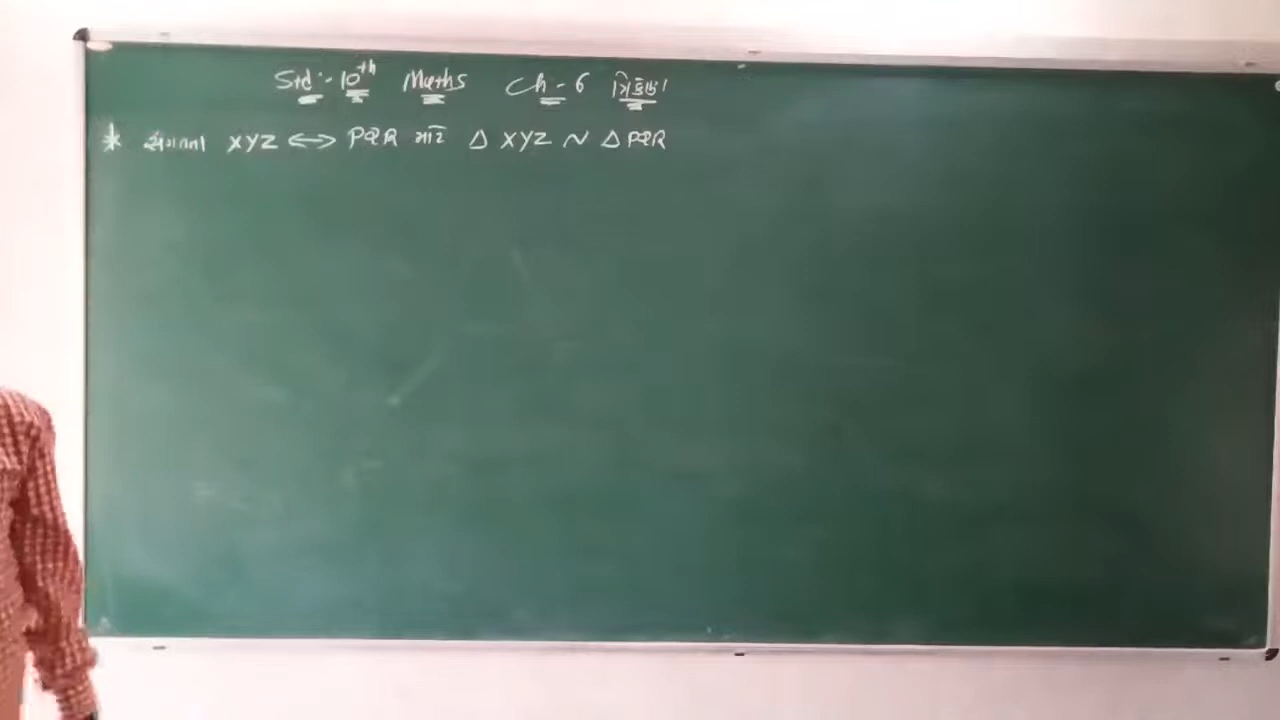 Std :- 10th Maths Ch - 6 ત્રિકોણ
* સંગતતા XYZ ↔ PQR માટે Δ XYZ ~ Δ PQR